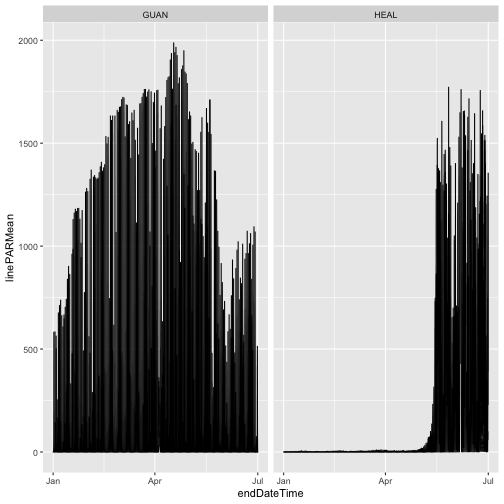 GUAN
HEAL
2000
1500
1000
500
0
linePARMean
Jan
Apr
Jul
Jan
Apr
Jul
endDateTime